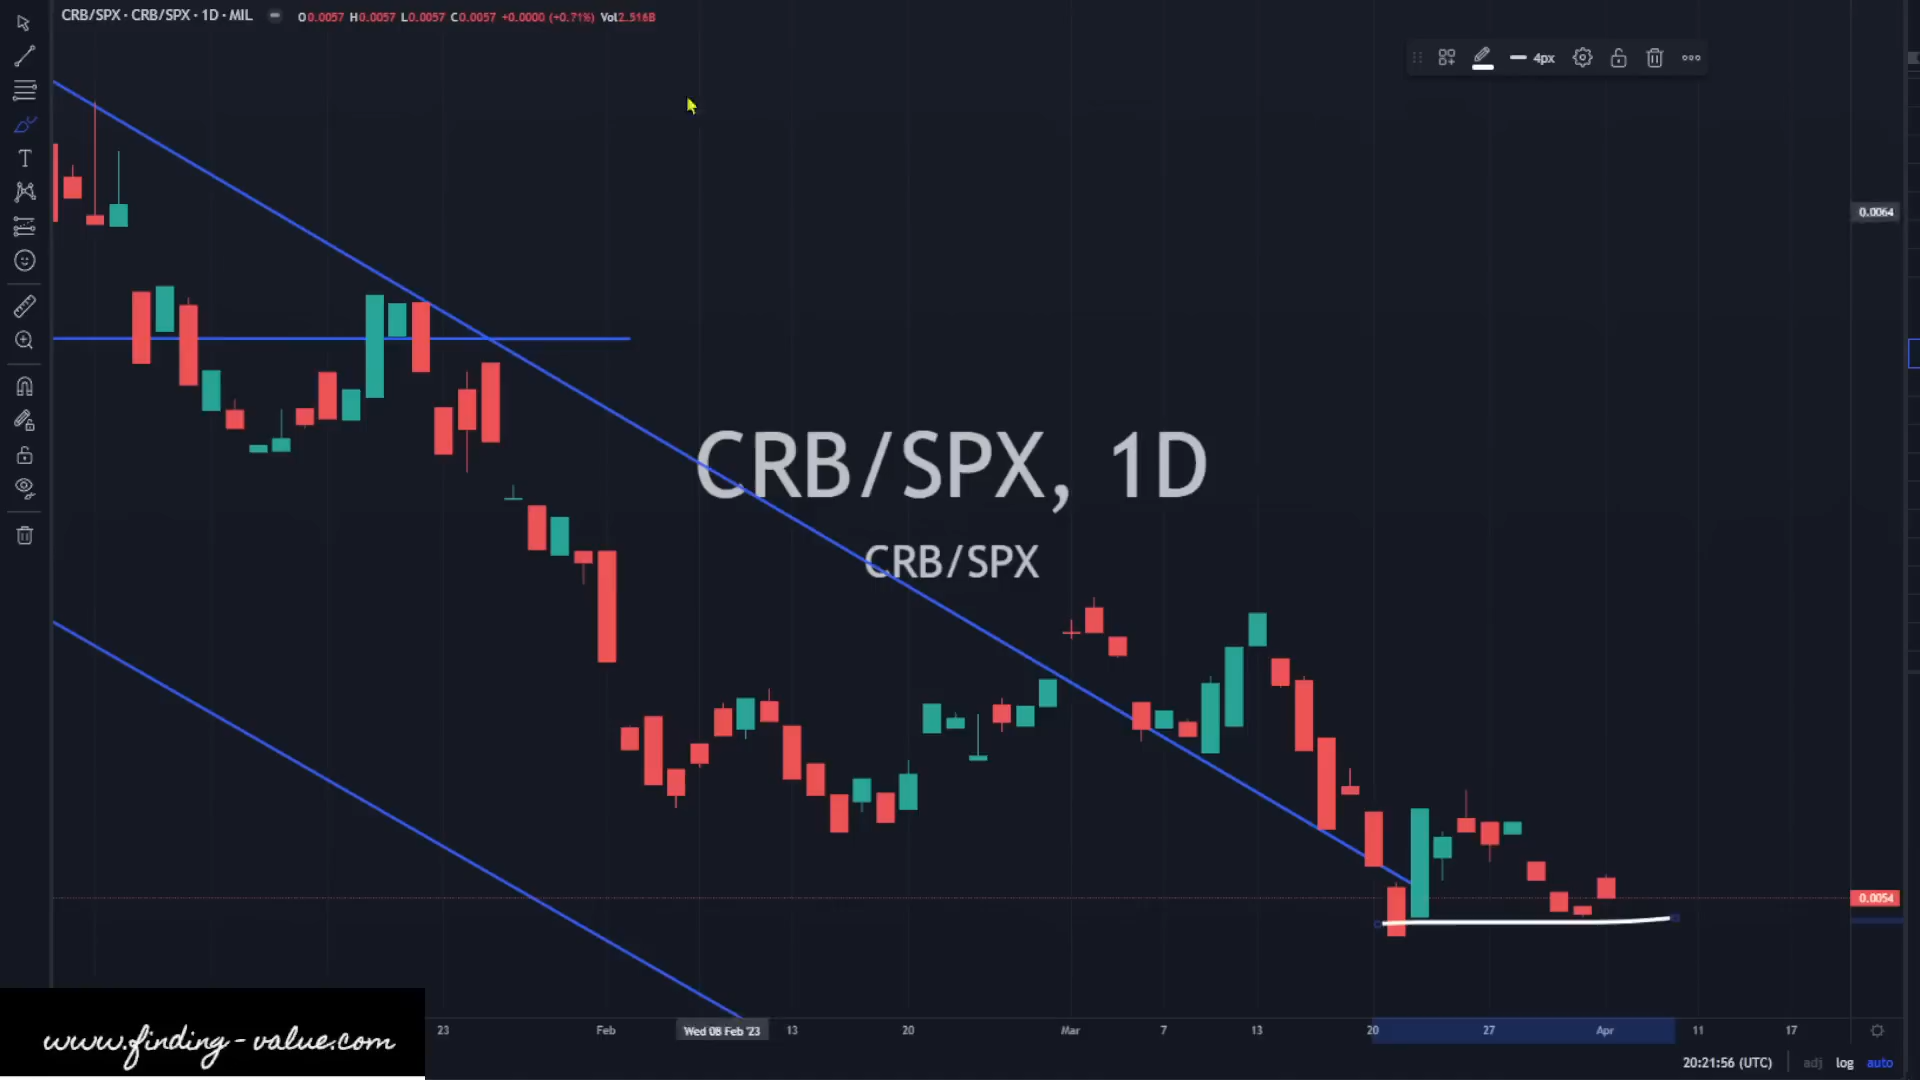 CRB/SPX · CRB/SPX · 1D · MIL O0.0057 H0.0057 L0.0057 C0.0057 +0.0000 (+0.71%) Vol2.516B
4px
T
0.0064
CRB/SPX, 1D
CRB/SPX
0.0054
23 Feb Wed 08 Feb '23 13 20 Mar 7 13 20 27 Apr 11 17
www.finding-value.com
20:21:56 (UTC) adj log auto